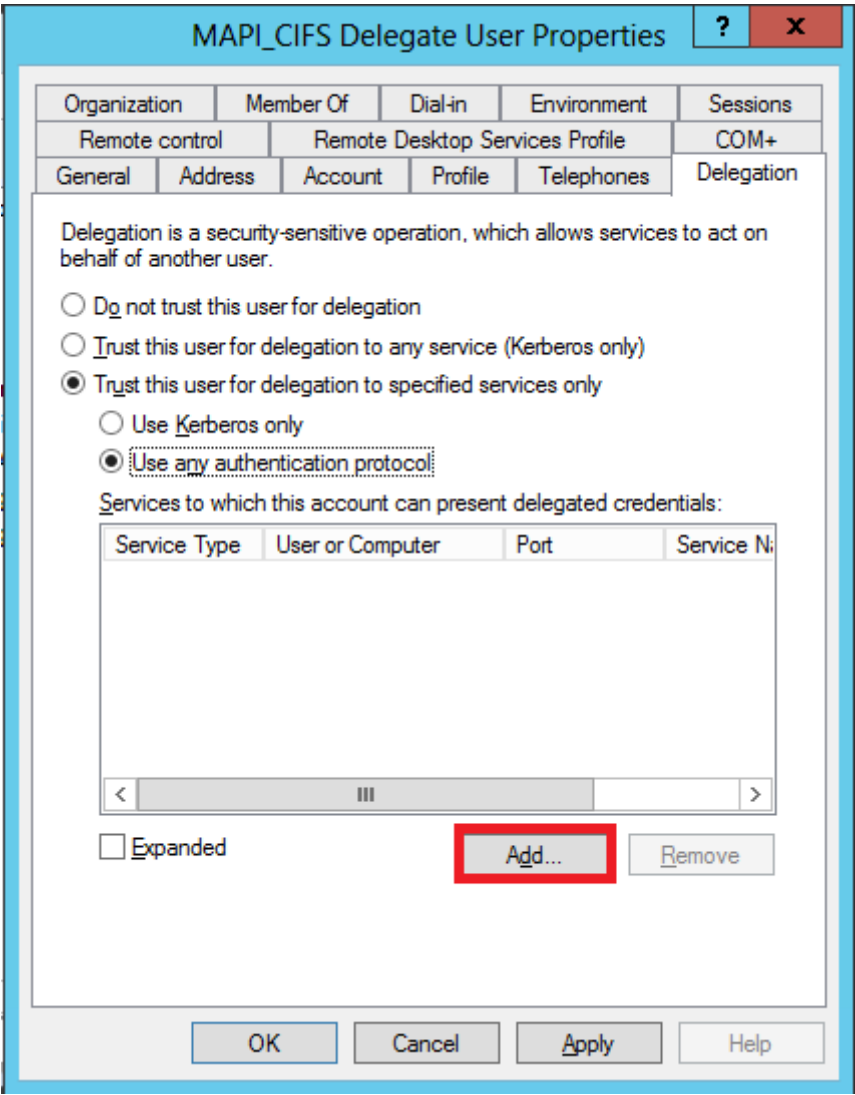 MAPI_CIFS Delegate User Properties ? x
Organization Member Of Dial-in Environment Sessions
Remote control Remote Desktop Services Profile COM+
General Address Account Profile Telephones Delegation
Delegation is a security-sensitive operation, which allows services to act on
behalf of another user.
Do not trust this user for delegation
Trust this user for delegation to any service (Kerberos only)
Trust this user for delegation to specified services only
Use Kerberos only
Use any authentication protocol
Services to which this account can present delegated credentials:
Service Type User or Computer Port Service Na
Expanded Add... Remove
OK Cancel Apply Help